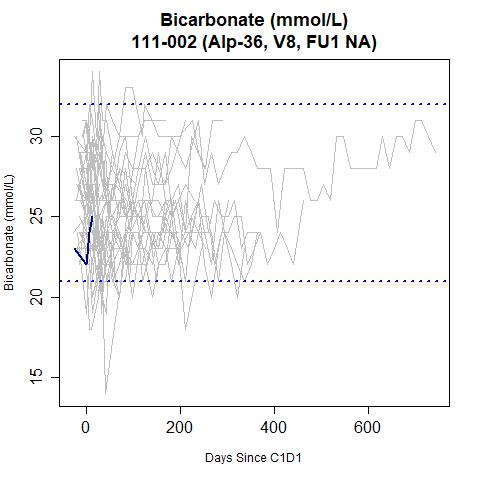 Bicarbonate (mmol/L)
111-002 (Alp-36, V8, FU1 NA)
Bicarbonate (mmol/L)
30
25
20
15
0 200 400 600
Days Since C1D1